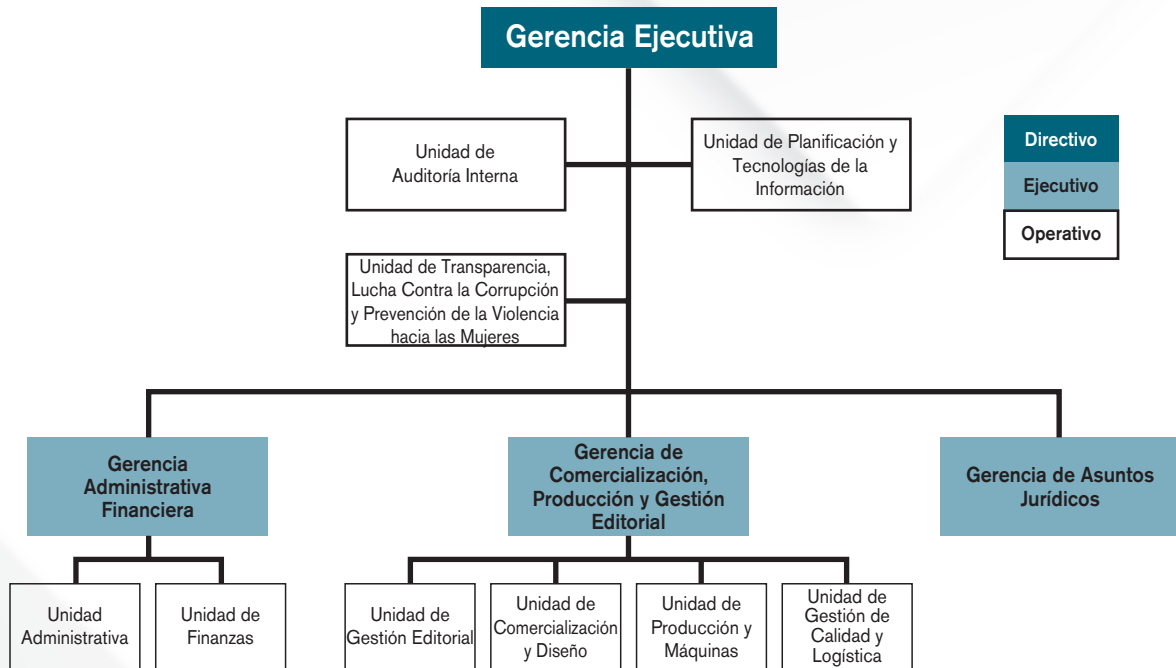 Gerencia Ejecutiva
Unidad de
Auditoría Interna
Unidad de Planificación y
Tecnologías de la
Información
Directivo
Ejecutivo
Operativo
Unidad de Transparencia,
Lucha Contra la Corrupción
y Prevención de la Violencia
hacia las Mujeres
Gerencia
Administrativa
Financiera
Gerencia de
Comercialización,
Producción y Gestión
Editorial
Gerencia de Asuntos
Jurídicos
Unidad
Administrativa
Unidad de
Finanzas
Unidad de
Gestión Editorial
Unidad de
Comercialización
y Diseño
Unidad de
Producción y
Máquinas
Unidad de
Gestión de
Calidad y
Logística